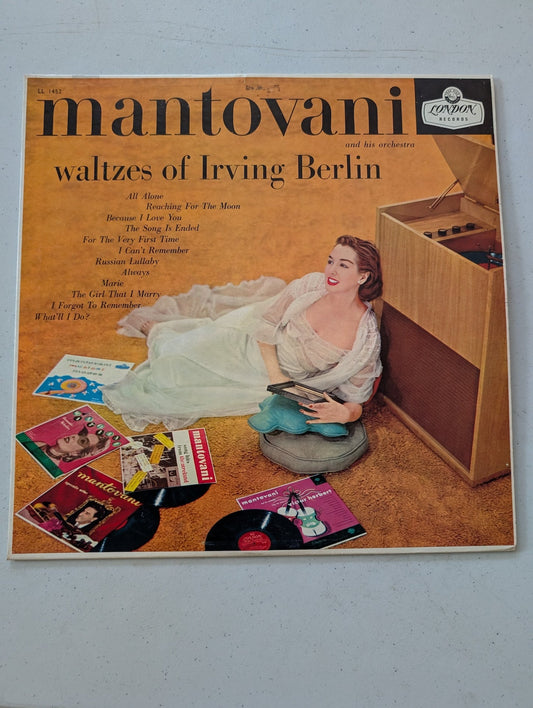 LL 1452
mantovani
LONDON
RECORDS
and his orchestra
waltzes of Irving Berlin
All Alone
Reaching For The Moon
Because I Love You
The Song Is Ended
For The Very First Time
I Can't Remember
Russian Lullaby
Always
Marie
The Girl That I Marry
I Forgot To Remember
What'll I Do?
mantovani
mantovani
mantovani
victor herbert